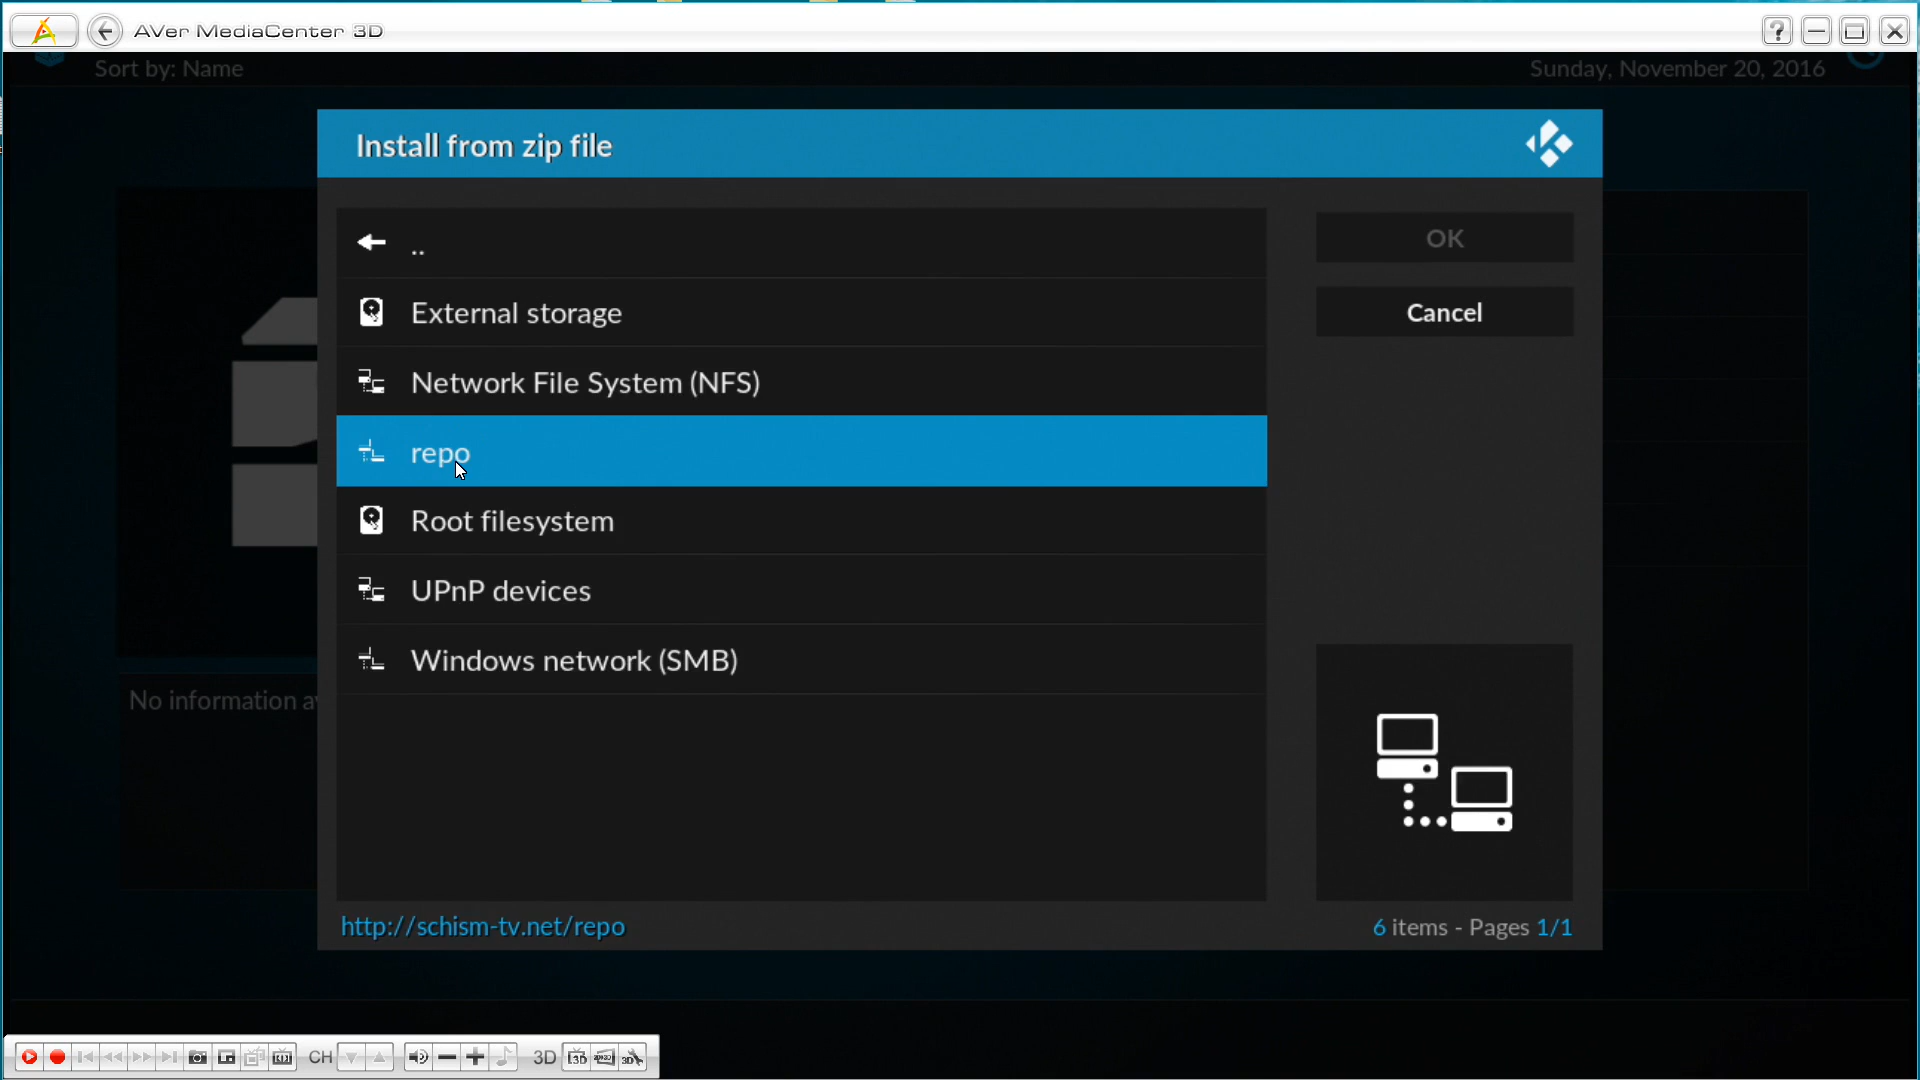 AVer MediaCenter 3D
Sort by: Name
Sunday, November 20, 2016
Install from zip file
..
External storage
Network File System (NFS)
repo
Root filesystem
UPnP devices
Windows network (SMB)
OK
Cancel
No information
http://schism-tv.net/repo
6 items - Pages 1/1
CH
3D